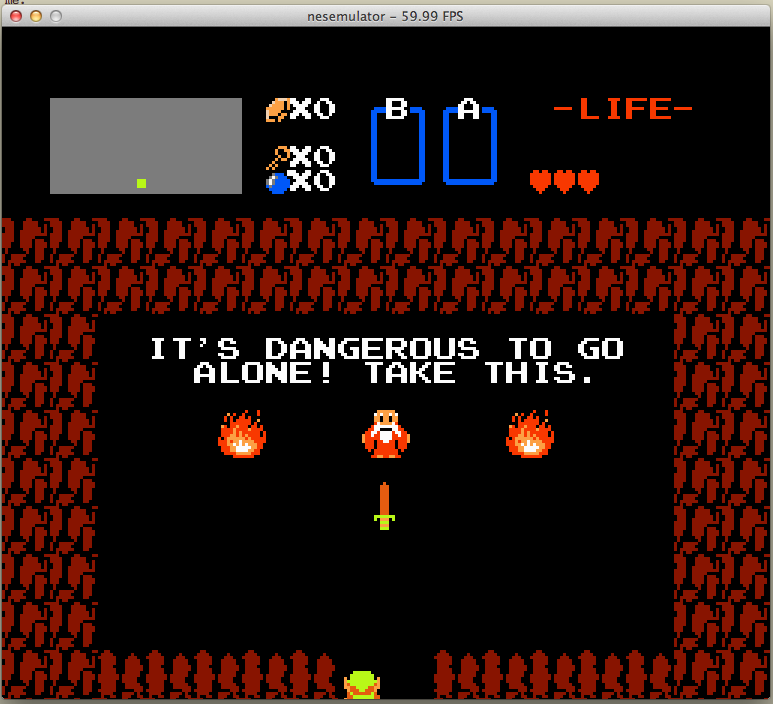 nesemulator – 59.99 FPS
X0
B
A
-LIFE-
X0
X0
IT'S DANGEROUS TO GO
ALONE! TAKE THIS.